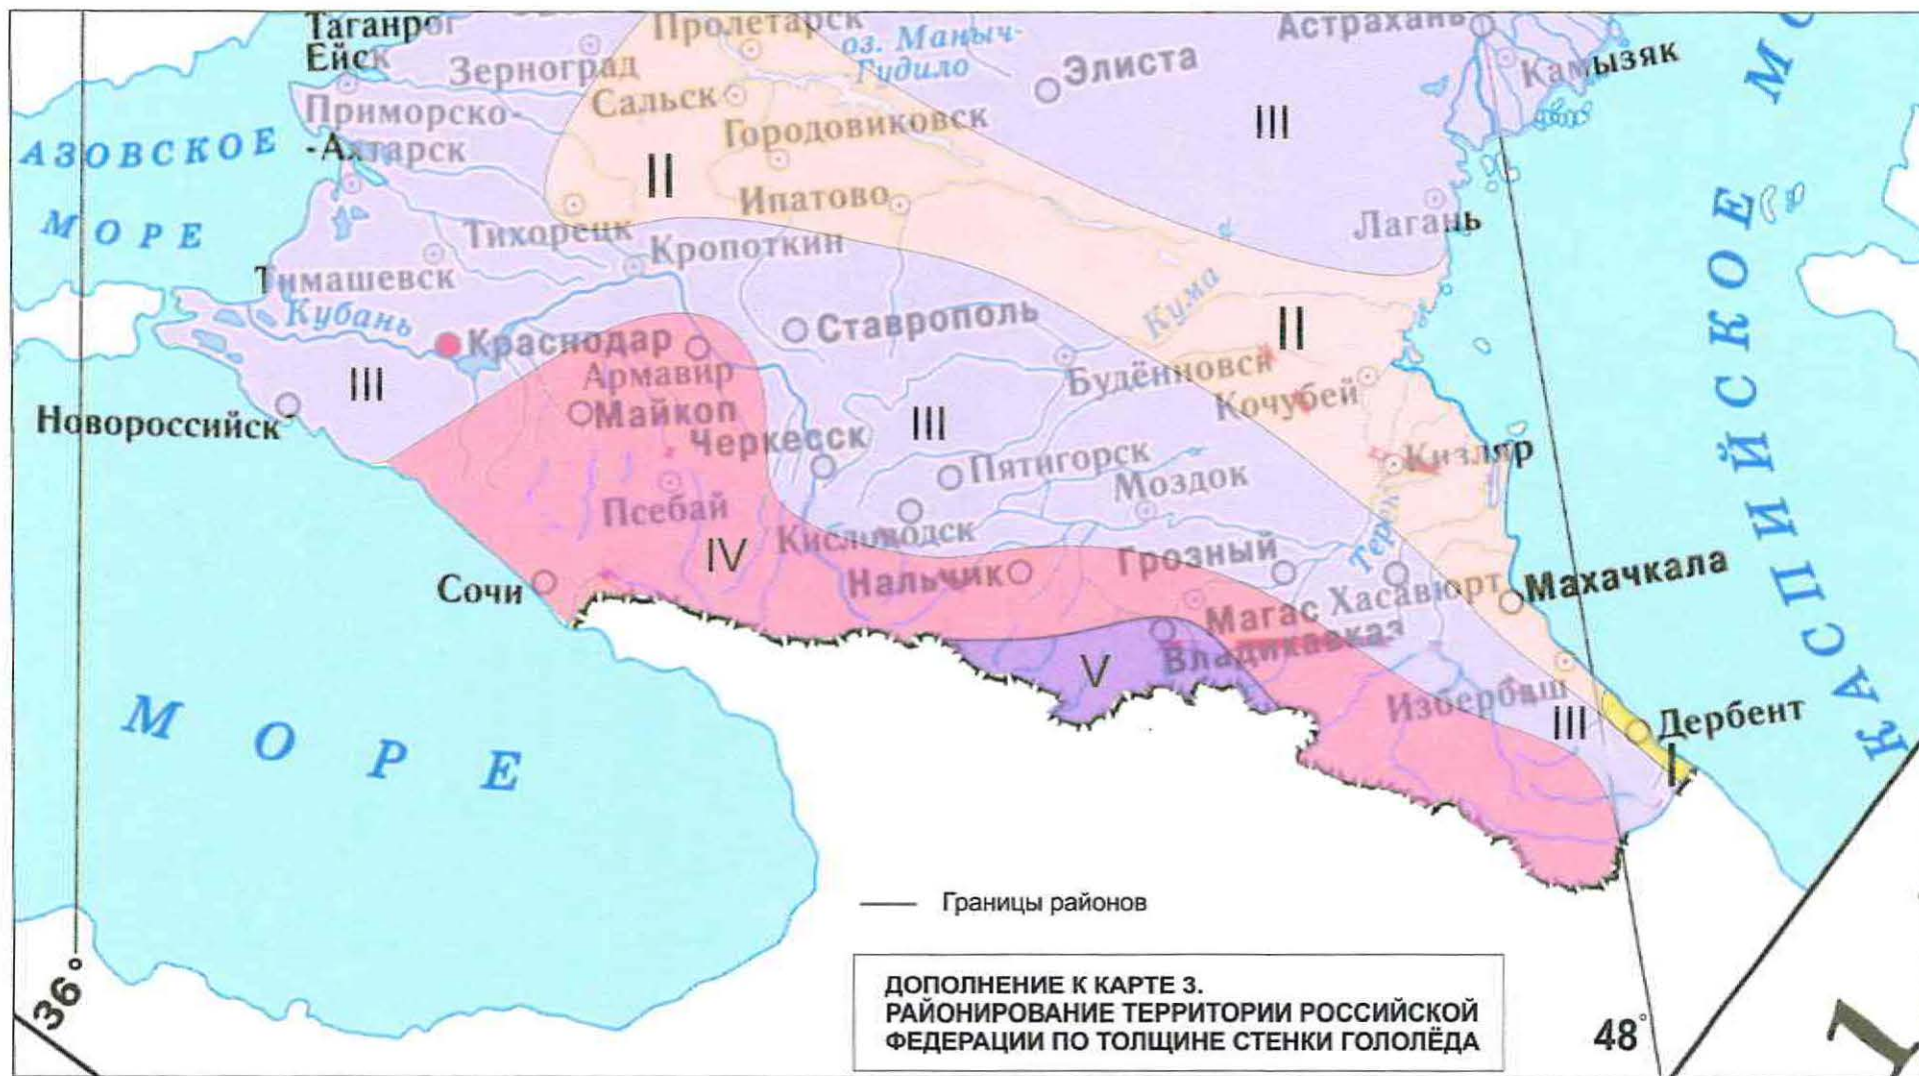 Таганрог
Пролетарск
оз. Маныч-
-Гудило
Астрахань
Ейск
Зерноград
Элиста
Камызяк
Сальск
Приморско-
-Ахтарск
Городовиковск
III
АЗОВСКОЕ
МОРЕ
II
Ипатово
Лагань
Тихорецк
Кропоткин
Тимашевск
Кубань
Кума
Краснодар
Ставрополь
II
Армавир
Будённовск
III
Майкоп
Кочубей
Новороссийск
III
Черкесск
Пятигорск
Кизляр
Моздок
Псебай
Терек
IV
Кисловодск
Грозный
Сочи
Нальчик
Махачкала
Магас
Хасавюрт
Владикавказ
V
Избербаш
III
Дербент
I
МОРЕ
КАСПИЙСКОЕ
МО
Границы районов
ДОПОЛНЕНИЕ К КАРТЕ 3.
РАЙОНИРОВАНИЕ ТЕРРИТОРИИ РОССИЙСКОЙ
ФЕДЕРАЦИИ ПО ТОЛЩИНЕ СТЕНКИ ГОЛОЛЁДА
36°
48°
1